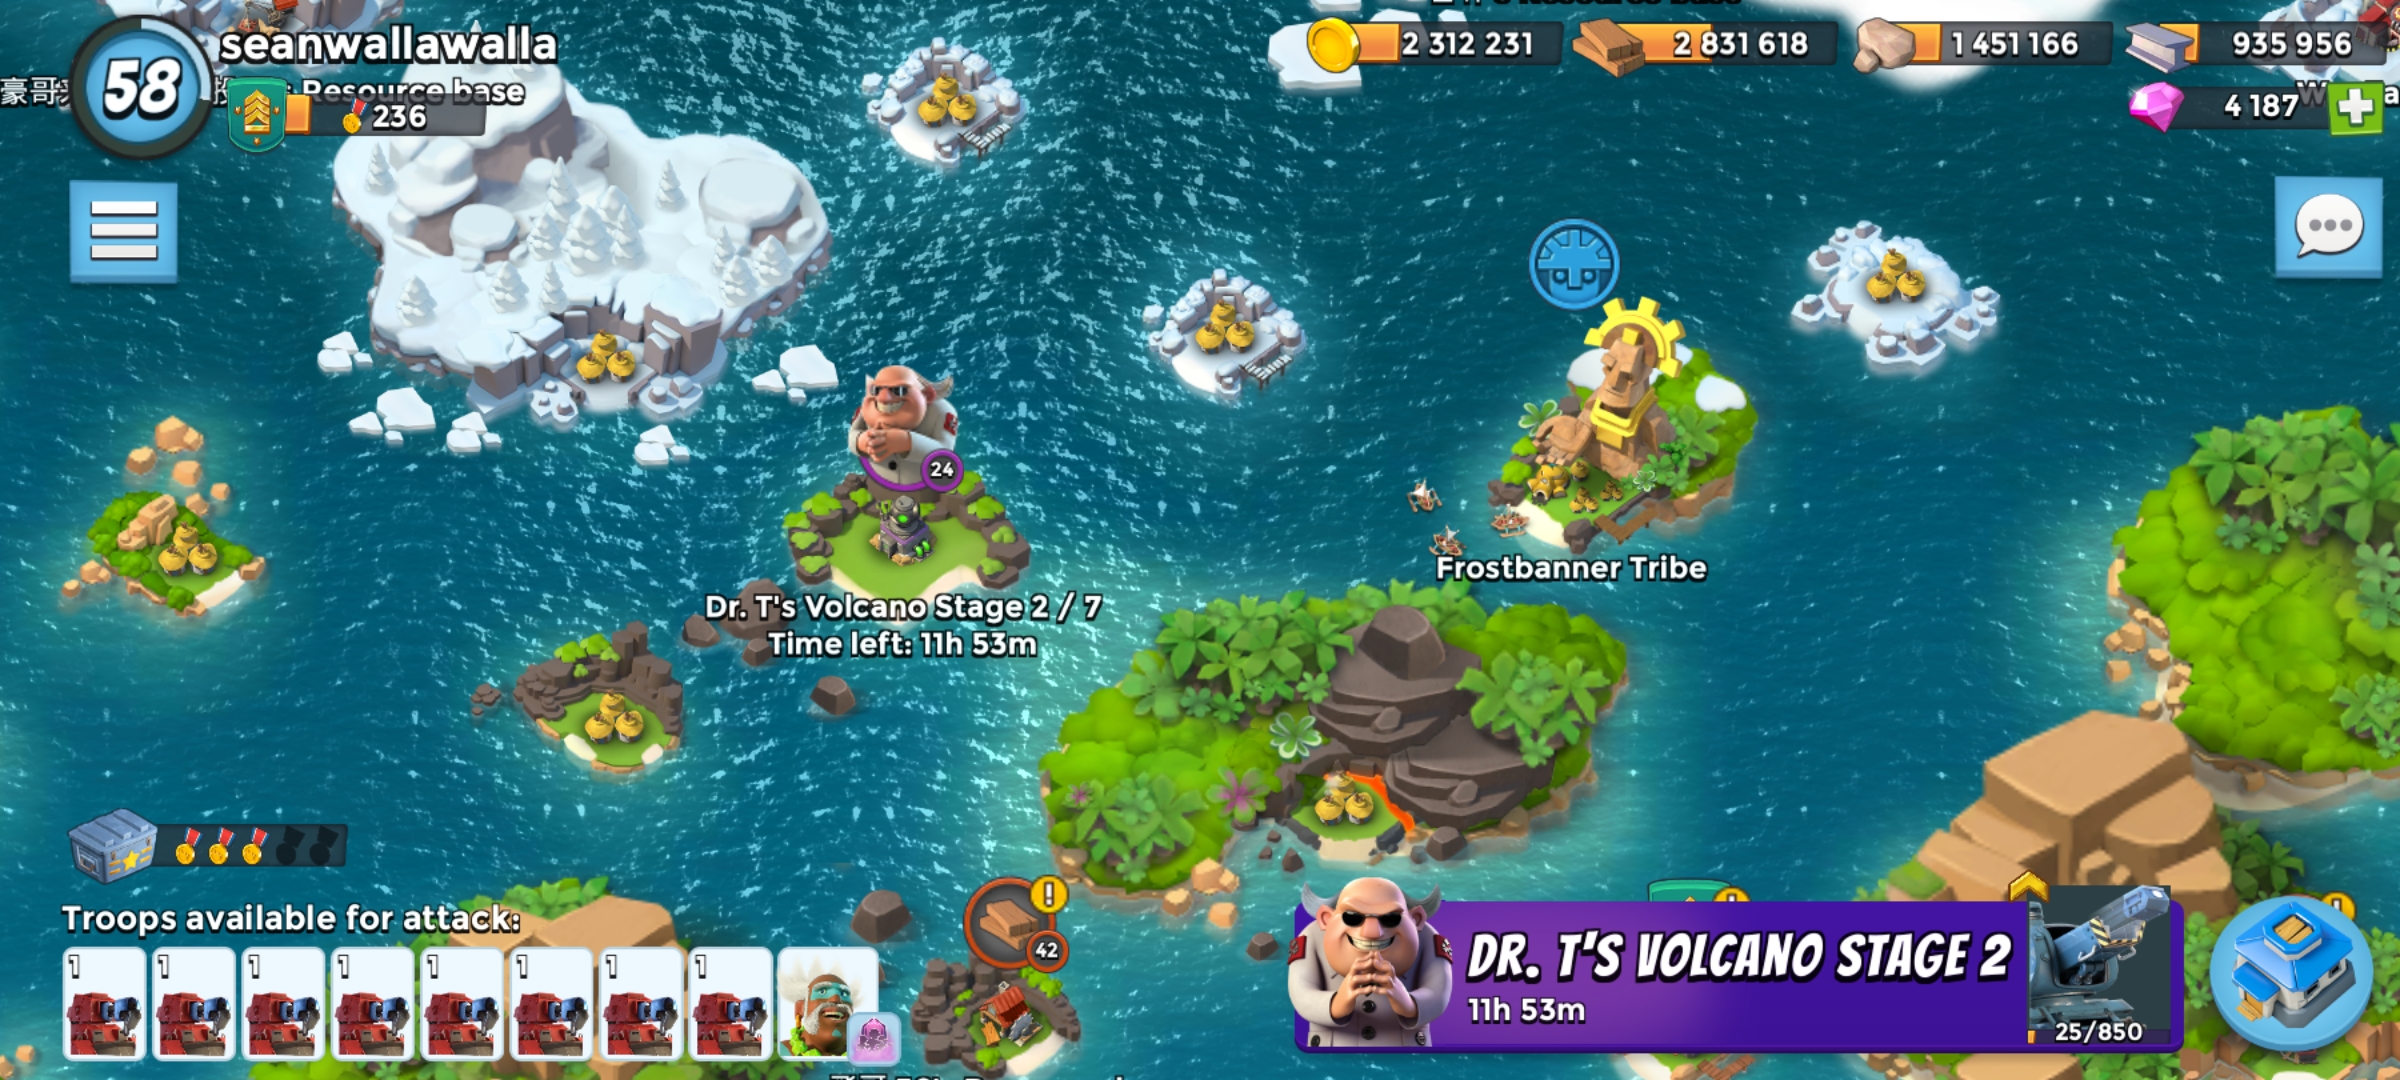 58
seanwallawalla
Resource base
236
2 312 231
2 831 618
1 451 166
935 956
4 187
24
Dr. T's Volcano Stage 2 / 7
Time left: 11h 53m
Frostbanner Tribe
42
Troops available for attack:
1 1 1 1 1 1 1 1
DR. T'S VOLCANO STAGE 2
11h 53m
25/850